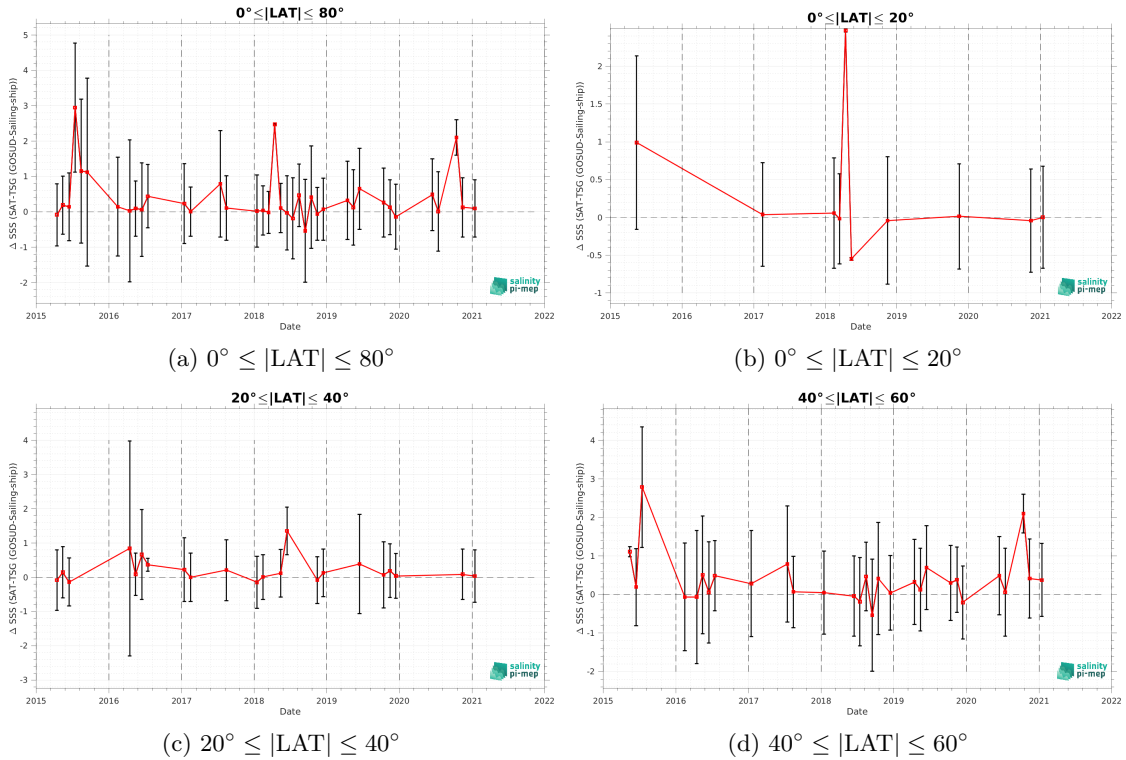 0°≤|LAT|≤ 80°
Δ SSS (SAT-TSG (GOSUD-Sailing-ship))
5
4
3
2
1
0
-1
-2
2015 2016 2017 2018 2019 2020 2021 2022
Date
salinity
pi-mep
(a) 0° ≤ |LAT| ≤ 80°
0°≤|LAT|≤ 20°
Δ SSS (SAT-TSG (GOSUD-Sailing-ship))
2
1.5
1
0.5
0
-0.5
-1
2015 2016 2017 2018 2019 2020 2021 2022
Date
salinity
pi-mep
(b) 0° ≤ |LAT| ≤ 20°
20°≤|LAT|≤ 40°
Δ SSS (SAT-TSG (GOSUD-Sailing-ship))
4
3
2
1
0
-1
-2
-3
2015 2016 2017 2018 2019 2020 2021 2022
Date
salinity
pi-mep
(c) 20° ≤ |LAT| ≤ 40°
40°≤|LAT|≤ 60°
Δ SSS (SAT-TSG (GOSUD-Sailing-ship))
4
3
2
1
0
-1
-2
2015 2016 2017 2018 2019 2020 2021 2022
Date
salinity
pi-mep
(d) 40° ≤ |LAT| ≤ 60°